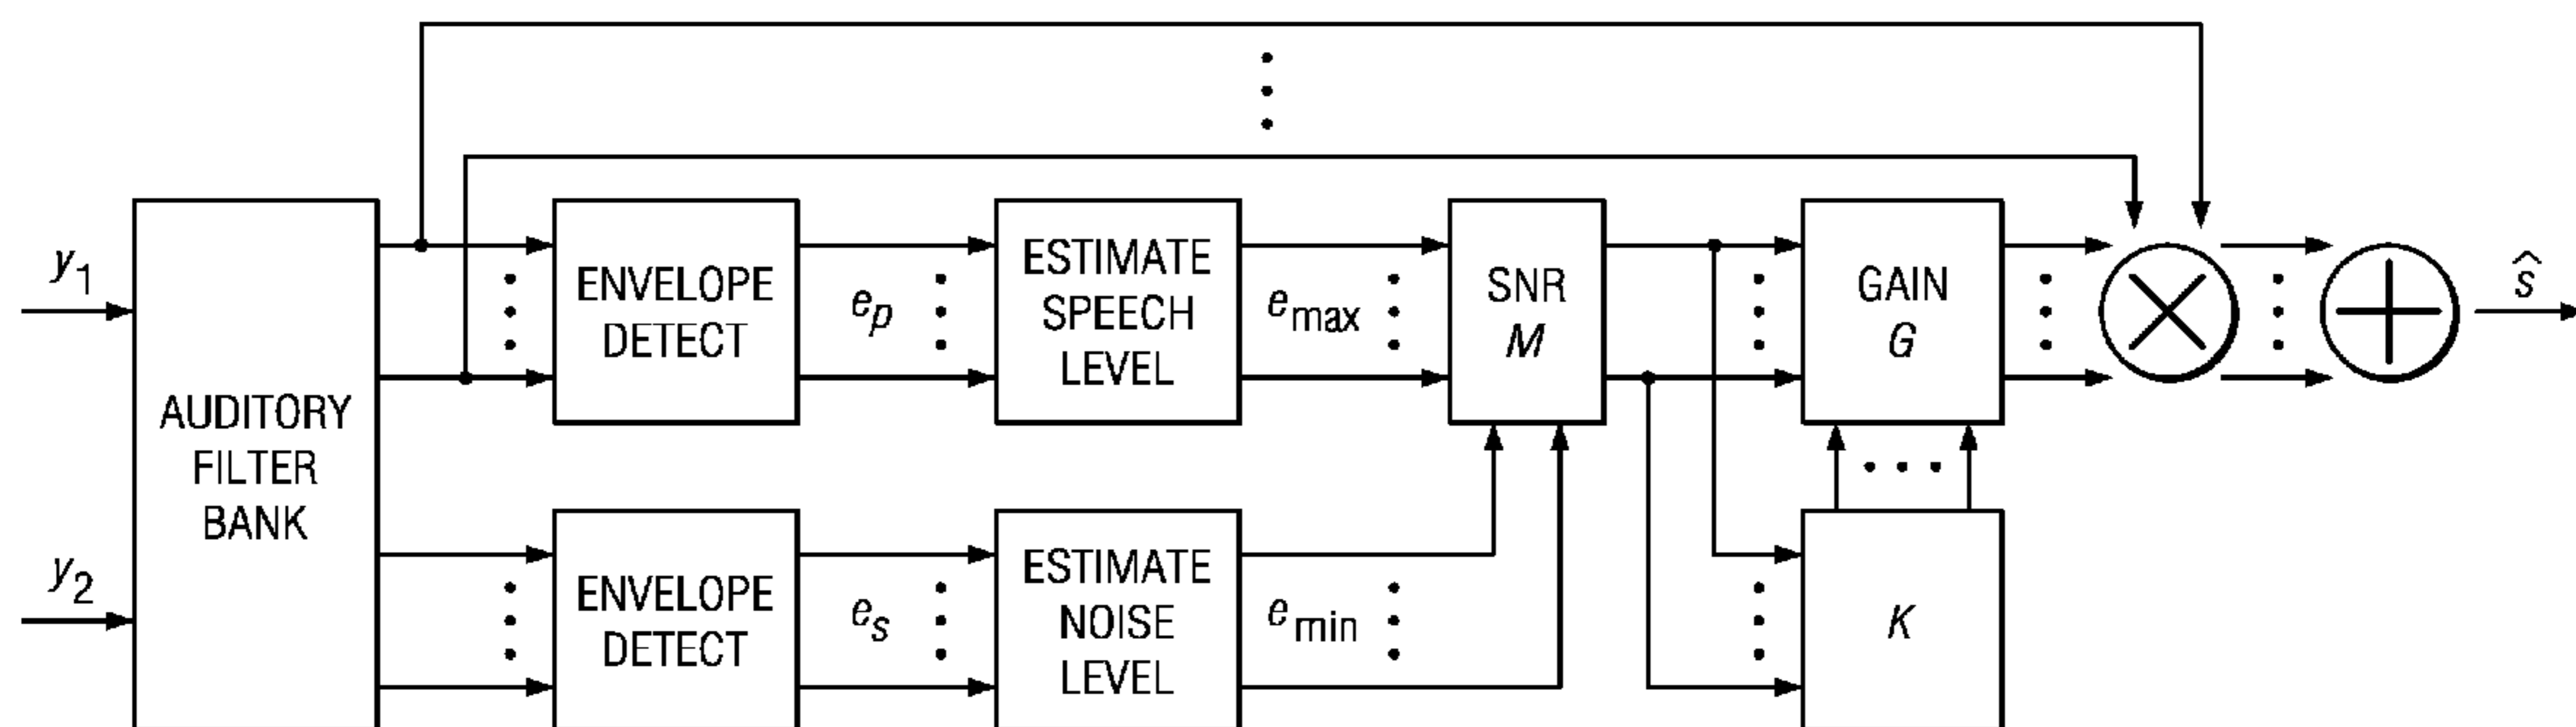 y1
y2
AUDITORY
FILTER
BANK
ENVELOPE
DETECT
ep
ESTIMATE
SPEECH
LEVEL
emax
SNR
M
GAIN
G
ŝ
ENVELOPE
DETECT
es
ESTIMATE
NOISE
LEVEL
emin
K